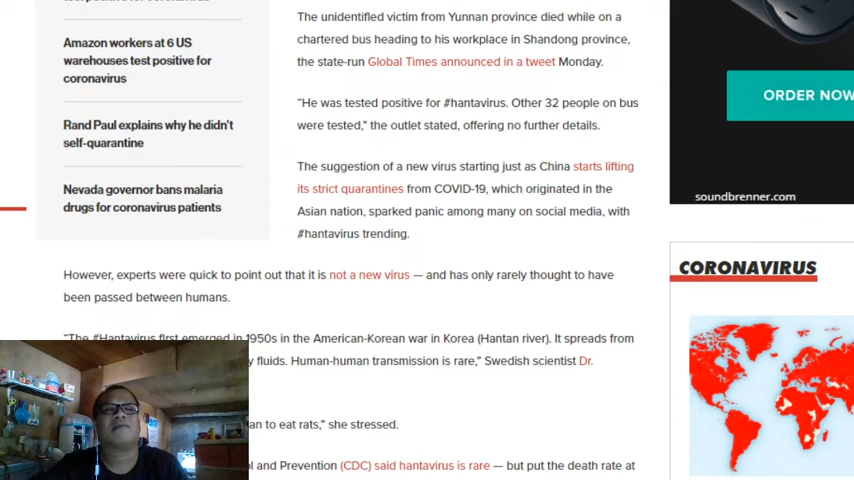 Amazon workers at 6 US
warehouses test positive for
coronavirus
Rand Paul explains why he didn't
self-quarantine
Nevada governor bans malaria
drugs for coronavirus patients
The unidentified victim from Yunnan province died while on a
chartered bus heading to his workplace in Shandong province,
the state-run Global Times announced in a tweet Monday.
"He was tested positive for #hantavirus. Other 32 people on bus
were tested," the outlet stated, offering no further details.
The suggestion of a new virus starting just as China starts lifting
its strict quarantines from COVID-19, which originated in the
Asian nation, sparked panic among many on social media, with
#hantavirus trending.
However, experts were quick to point out that it is not a new virus — and has only rarely thought to have
been passed between humans.
"The #Hantavirus first emerged in 1950s in the American-Korean war in Korea (Hantan river). It spreads from
fluids. Human-human transmission is rare," Swedish scientist Dr.
to eat rats," she stressed.
and Prevention (CDC) said hantavirus is rare — but put the death rate at
ORDER NOW
soundbrenner.com
CORONAVIRUS